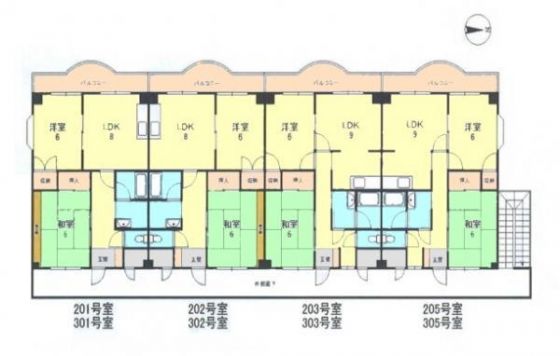 バルコニー バルコニー バルコニー バルコニー
洋室 6 LDK 8 LDK 8 洋室 6 洋室 6 LDK 9 LDK 9 洋室 6
収納 押入 押入 収納 収納 押入 押入 収納
和室 6 和室 6 和室 6 和室 6
玄関 玄関 玄関 玄関
201号室 202号室 203号室 205号室
301号室 302号室 303号室 305号室